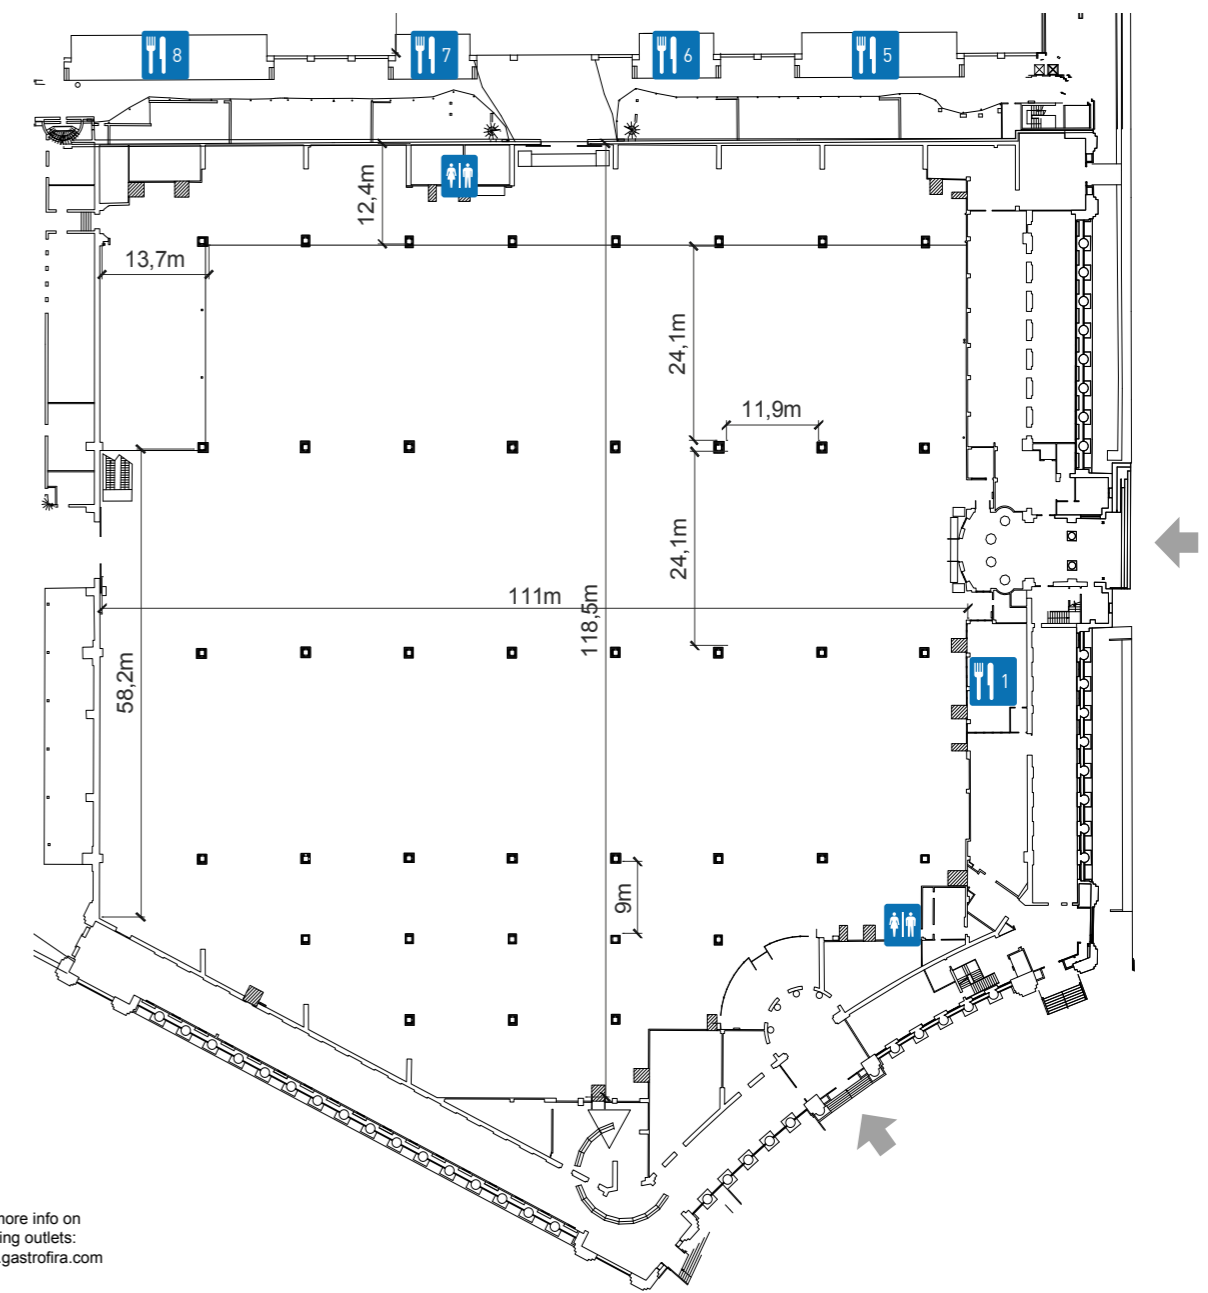 8
7
6
5
12,4m
13,7m
24,1m
11,9m
24,1m
111m
118,5m
58,2m
1
9m
more info on
ing outlets:
.gastrofira.com